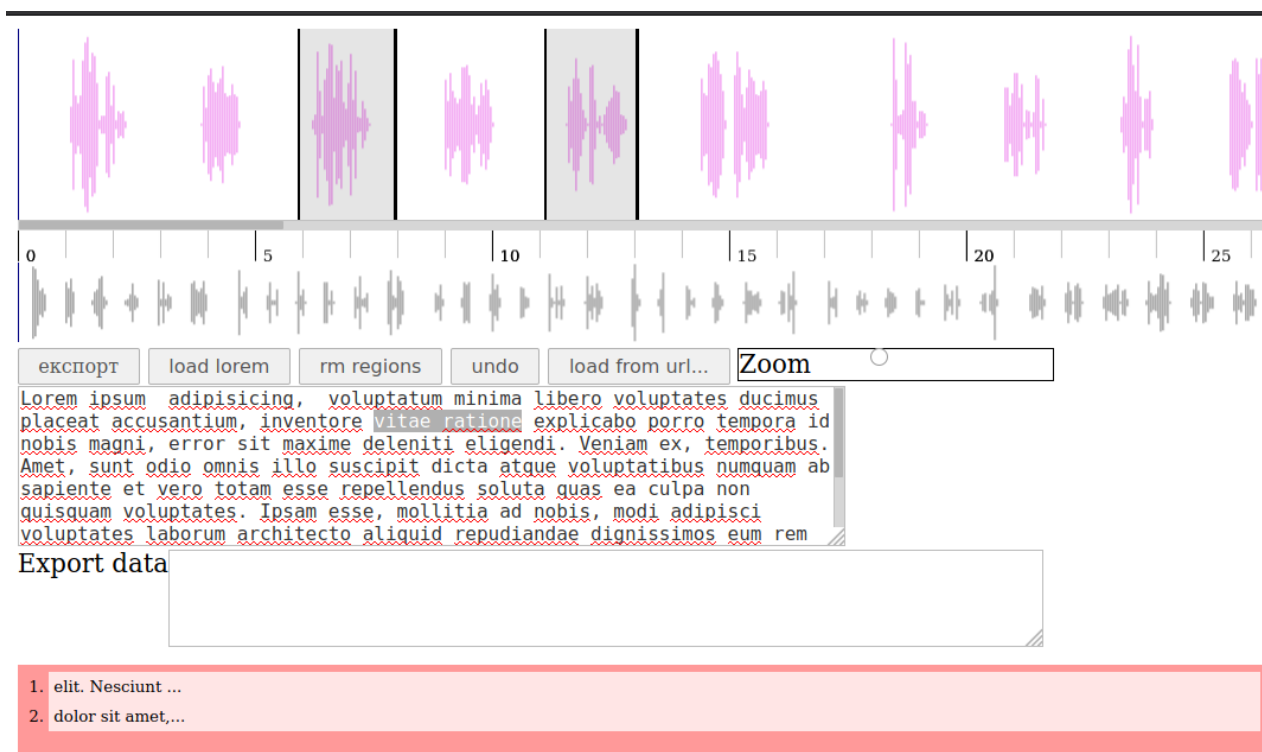 0 5 10 15 20 25
експорт load lorem rm regions undo load from url... Zoom
Lorem ipsum  adipisicing,  voluptatum minima libero voluptates ducimus
placeat accusantium, inventore vitae ratione explicabo porro tempora id
nobis magni, error sit maxime deleniti eligendi. Veniam ex, temporibus.
Amet, sunt odio omnis illo suscipit dicta atque voluptatibus numquam ab
sapiente et vero totam esse repellendus soluta quas ea culpa non
quisquam voluptates. Ipsam esse, mollitia ad nobis, modi adipisci
voluptates laborum architecto aliquid repudiandae dignissimos eum rem
Export data
1. elit. Nesciunt ...
2. dolor sit amet,...